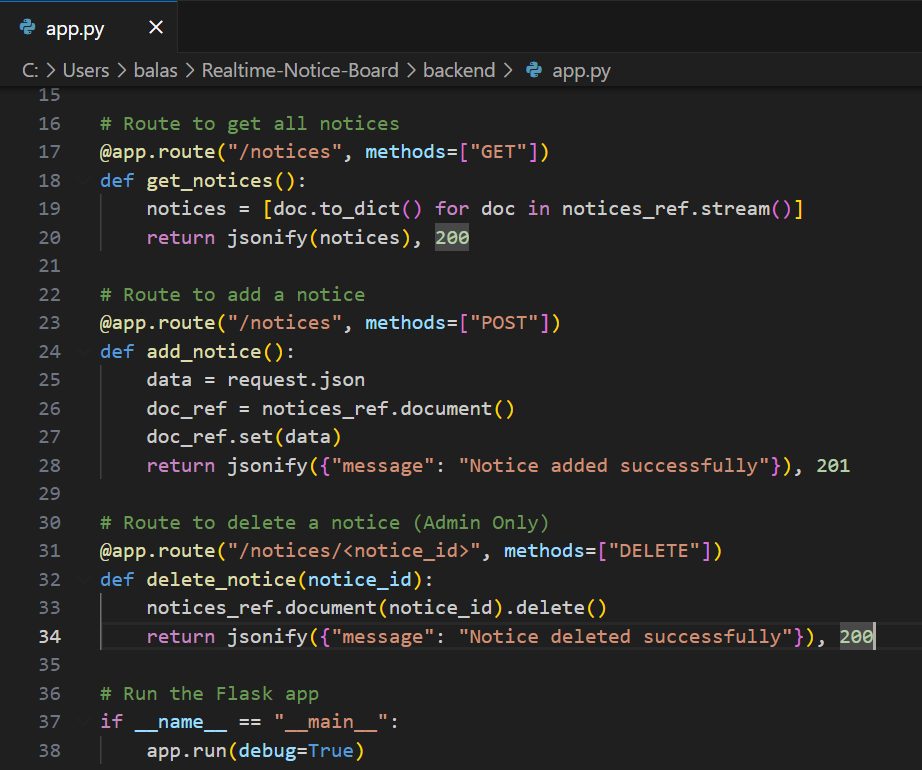 app.py ×
C: > Users > balas > Realtime-Notice-Board > backend > app.py
15
16 # Route to get all notices
17 @app.route("/notices", methods=["GET"])
18 def get_notices():
19     notices = [doc.to_dict() for doc in notices_ref.stream()]
20     return jsonify(notices), 200
21
22 # Route to add a notice
23 @app.route("/notices", methods=["POST"])
24 def add_notice():
25     data = request.json
26     doc_ref = notices_ref.document()
27     doc_ref.set(data)
28     return jsonify({"message": "Notice added successfully"}), 201
29
30 # Route to delete a notice (Admin Only)
31 @app.route("/notices/<notice_id>", methods=["DELETE"])
32 def delete_notice(notice_id):
33     notices_ref.document(notice_id).delete()
34     return jsonify({"message": "Notice deleted successfully"}), 200
35
36 # Run the Flask app
37 if __name__ == "__main__":
38     app.run(debug=True)